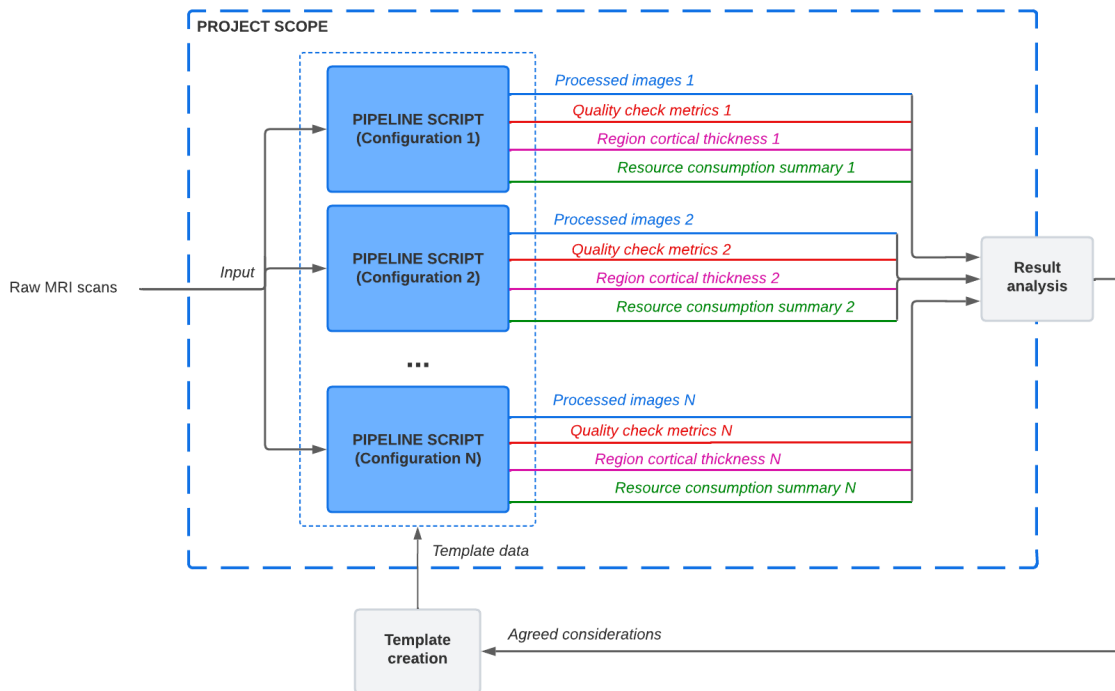 PROJECT SCOPE
PIPELINE SCRIPT
(Configuration 1)
Processed images 1
Quality check metrics 1
Region cortical thickness 1
Resource consumption summary 1
PIPELINE SCRIPT
(Configuration 2)
Processed images 2
Quality check metrics 2
Region cortical thickness 2
Resource consumption summary 2
Raw MRI scans
Input
Result
analysis
...
PIPELINE SCRIPT
(Configuration N)
Processed images N
Quality check metrics N
Region cortical thickness N
Resource consumption summary N
Template data
Template
creation
Agreed considerations